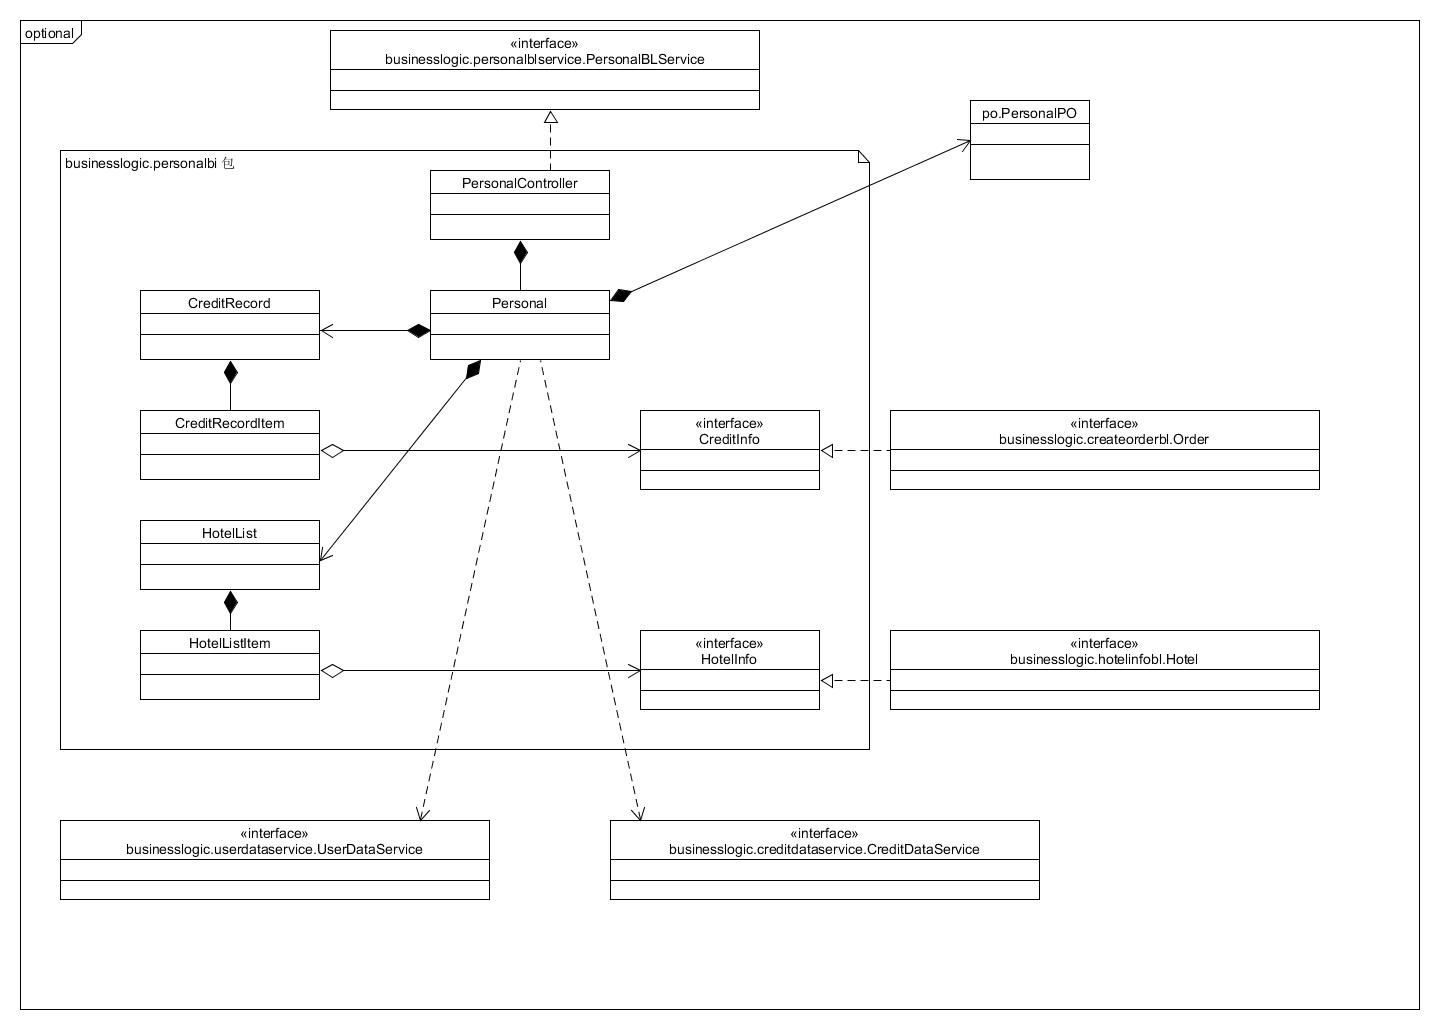 optional
«interface»
businesslogic.personalblservice.PersonalBLService
po.PersonalPO
businesslogic.personalbi 包
PersonalController
CreditRecord
Personal
CreditRecordItem
«interface»
CreditInfo
«interface»
businesslogic.createorderbl.Order
HotelList
HotelListItem
«interface»
HotelInfo
«interface»
businesslogic.hotelinfobl.Hotel
«interface»
businesslogic.userdataservice.UserDataService
«interface»
businesslogic.creditdataservice.CreditDataService